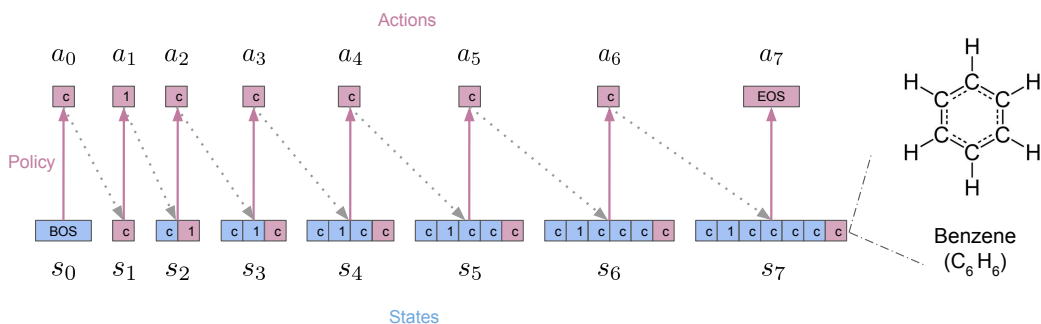 Actions
a0 a1 a2 a3 a4 a5 a6 a7
c 1 c c c c c EOS
Policy
BOS c c 1 c 1 c c 1 c c c 1 c c c c 1 c c c c c 1 c c c c c
s0 s1 s2 s3 s4 s5 s6 s7
States
H
H C H
C C
C C
H C H
H
Benzene
(C6 H6)